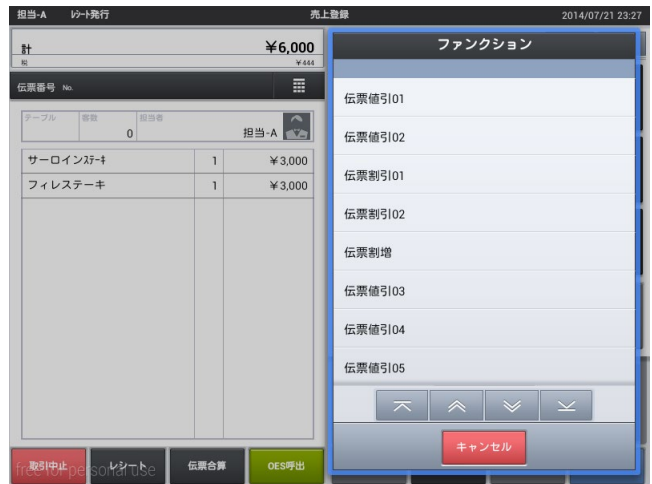 担当-A ﾚｼｰﾄ発行 売上登録 2014/07/21 23:27
計 ¥6,000
税 ¥444
伝票番号 No.
テーブル 客数 担当者
0 担当-A
サーロインｽﾃｰｷ 1 ¥3,000
フィレステーキ 1 ¥3,000
取引中止 レシート 伝票合算 OES呼出
free for personal use
ファンクション
伝票値引01
伝票値引02
伝票割引01
伝票割引02
伝票割増
伝票値引03
伝票値引04
伝票値引05
キャンセル